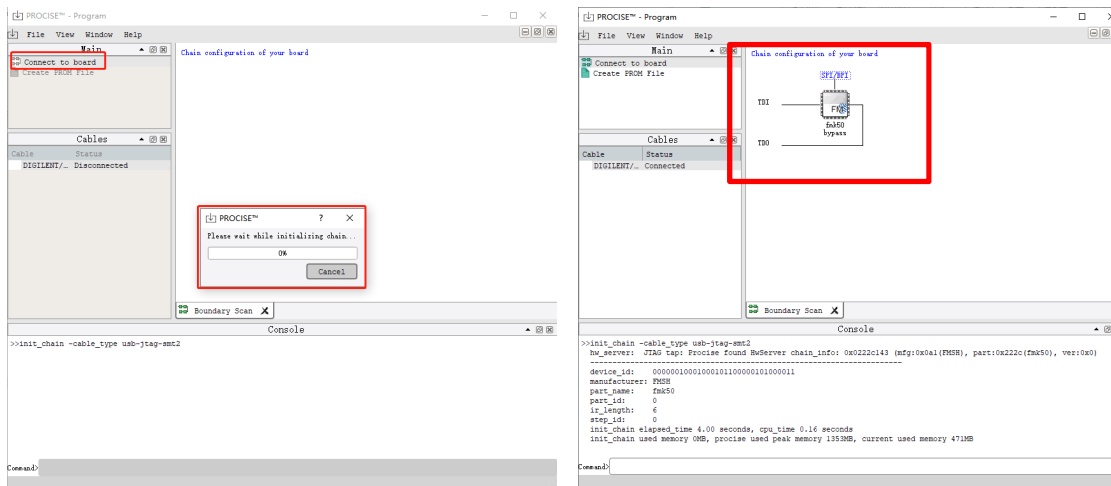 PROCISE™ - Program
File View Window Help
Main
Connect to board
Create PROM File
Cables
Cable Status
DIGILENT/… Disconnected
Chain configuration of your board
PROCISE™ ?
Please wait while initializing chain...
0%
Cancel
Boundary Scan
Console
>>init_chain -cable_type usb-jtag-smt2
Command>
PROCISE™ - Program
File View Window Help
Main
Connect to board
Create PROM File
Cables
Cable Status
DIGILENT/… Connected
Chain configuration of your board
SPI/BPI
TDI
FM
fmk50
bypass
TDO
Boundary Scan
Console
>>init_chain -cable_type usb-jtag-smt2
hw_server: JTAG tap: Procise found HwServer chain_info: 0x0222c143 (mfg:0x0a1(FMSH), part:0x222c(fmk50), ver:0x0)
--------------------------------------------------------------------------------
device_id: 00000010001000101100000101000011
manufacturer: FMSH
part_name: fmk50
part_id: 0
ir_length: 6
step_id: 0
init_chain elapsed_time 4.00 seconds, cpu_time 0.16 seconds
init_chain used memory 0MB, procise used peak memory 1353MB, current used memory 471MB
Command>